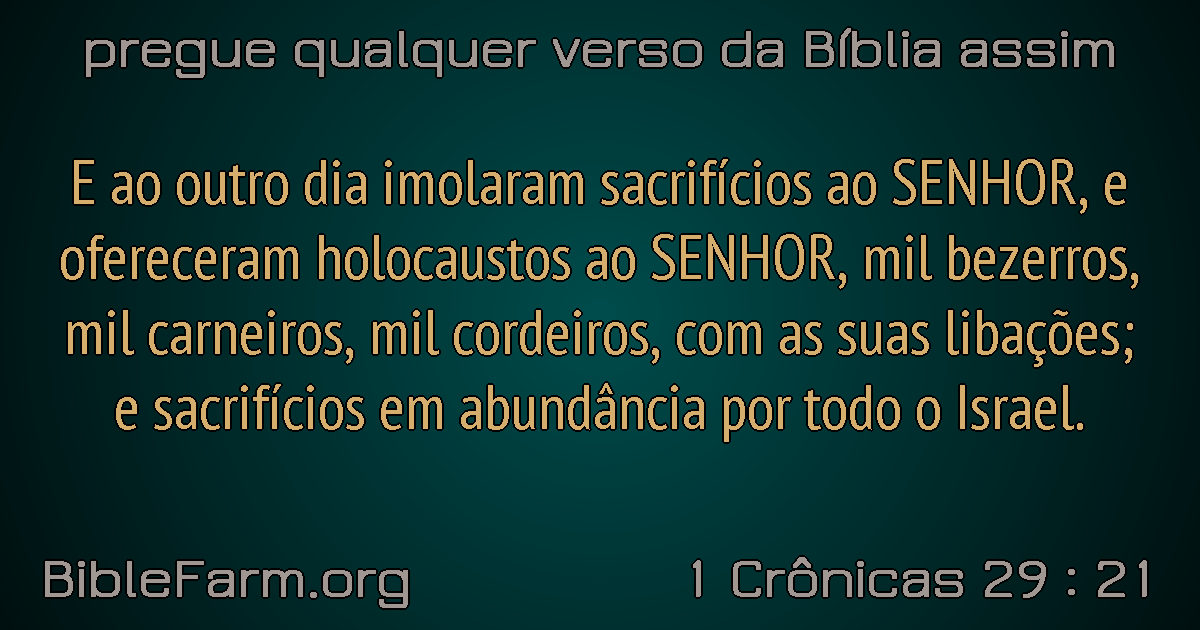 pregue qualquer verso da Bíblia assim
E ao outro dia imolaram sacrifícios ao SENHOR, e
ofereceram holocaustos ao SENHOR, mil bezerros,
mil carneiros, mil cordeiros, com as suas libações;
e sacrifícios em abundância por todo o Israel.
BibleFarm.org
1 Crônicas 29 : 21